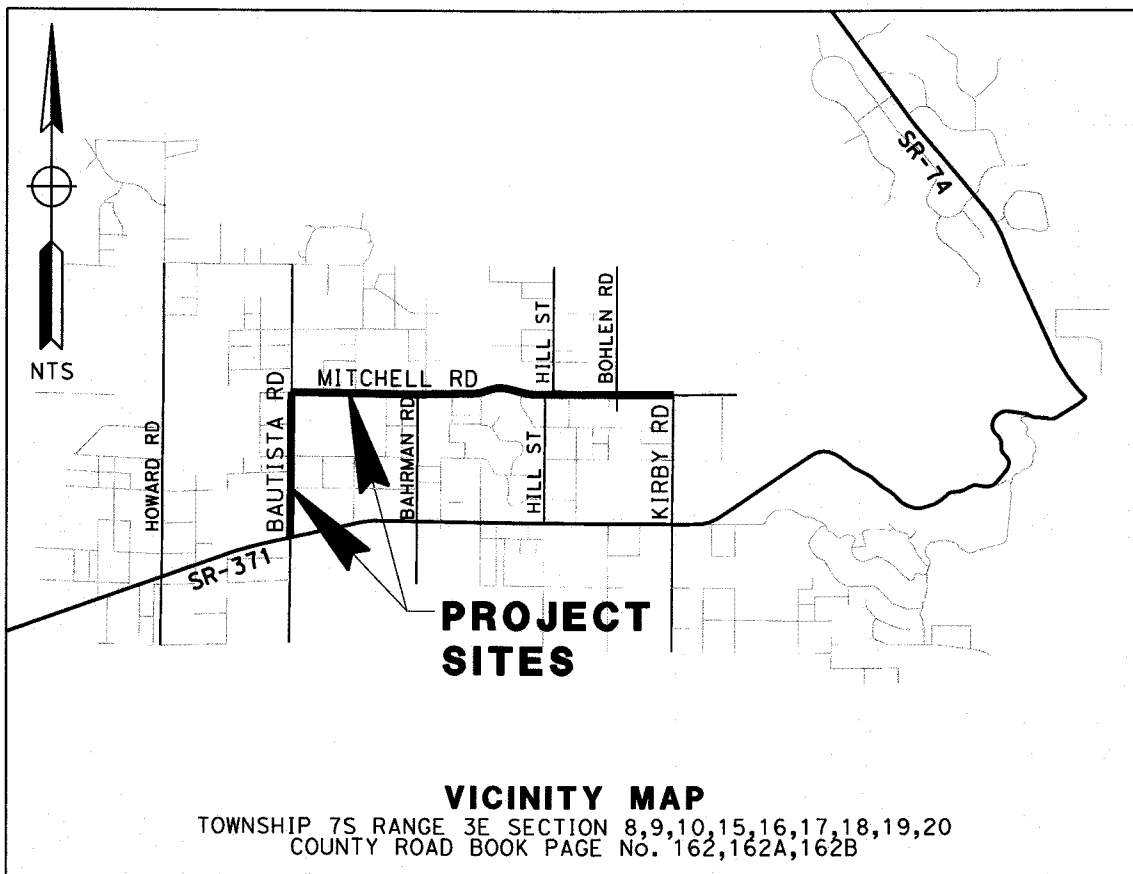 SR-74
NTS
MITCHELL RD
HILL ST
BOHLEN RD
HOWARD RD
BAUTISTA RD
BAHRMAN RD
HILL ST
KIRBY RD
SR-371
PROJECT
SITES
VICINITY MAP
TOWNSHIP 7S RANGE 3E SECTION 8,9,10,15,16,17,18,19,20
COUNTY ROAD BOOK PAGE No. 162,162A,162B